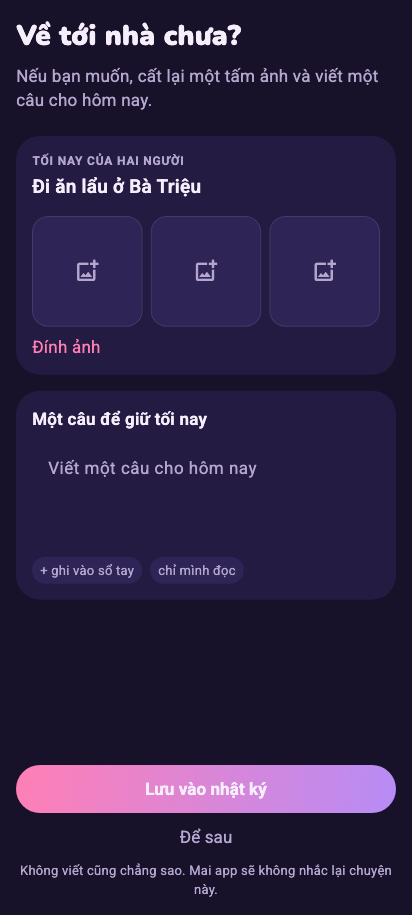 Về tới nhà chưa?
Nếu bạn muốn, cất lại một tấm ảnh và viết một
câu cho hôm nay.
TỐI NAY CỦA HAI NGƯỜI
Đi ăn lẩu ở Bà Triệu
Đính ảnh
Một câu để giữ tối nay
Viết một câu cho hôm nay
+ ghi vào sổ tay
chỉ mình đọc
Lưu vào nhật ký
Để sau
Không viết cũng chẳng sao. Mai app sẽ không nhắc lại chuyện
này.